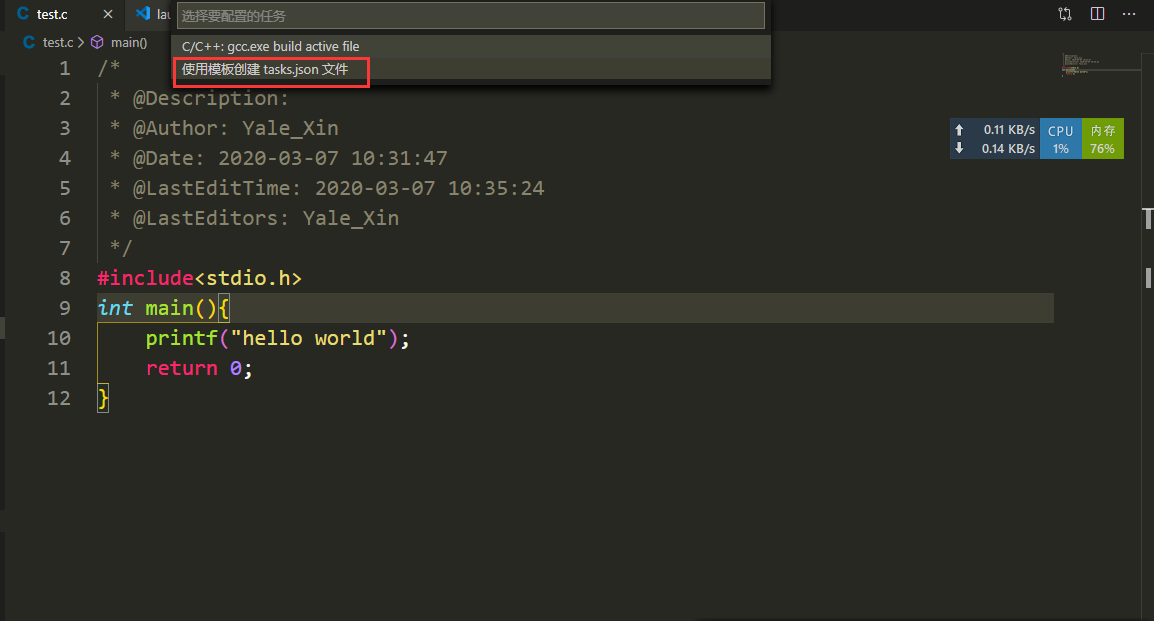 test.c
lau
选择要配置的任务
test.c
main()
C/C++: gcc.exe build active file
使用模板创建 tasks.json 文件
1 /*
2 * @Description:
3 * @Author: Yale_Xin
4 * @Date: 2020-03-07 10:31:47
5 * @LastEditTime: 2020-03-07 10:35:24
6 * @LastEditors: Yale_Xin
7 */
8 #include<stdio.h>
9 int main(){
10 printf("hello world");
11 return 0;
12 }
0.11 KB/s
0.14 KB/s
CPU
1%
内存
76%